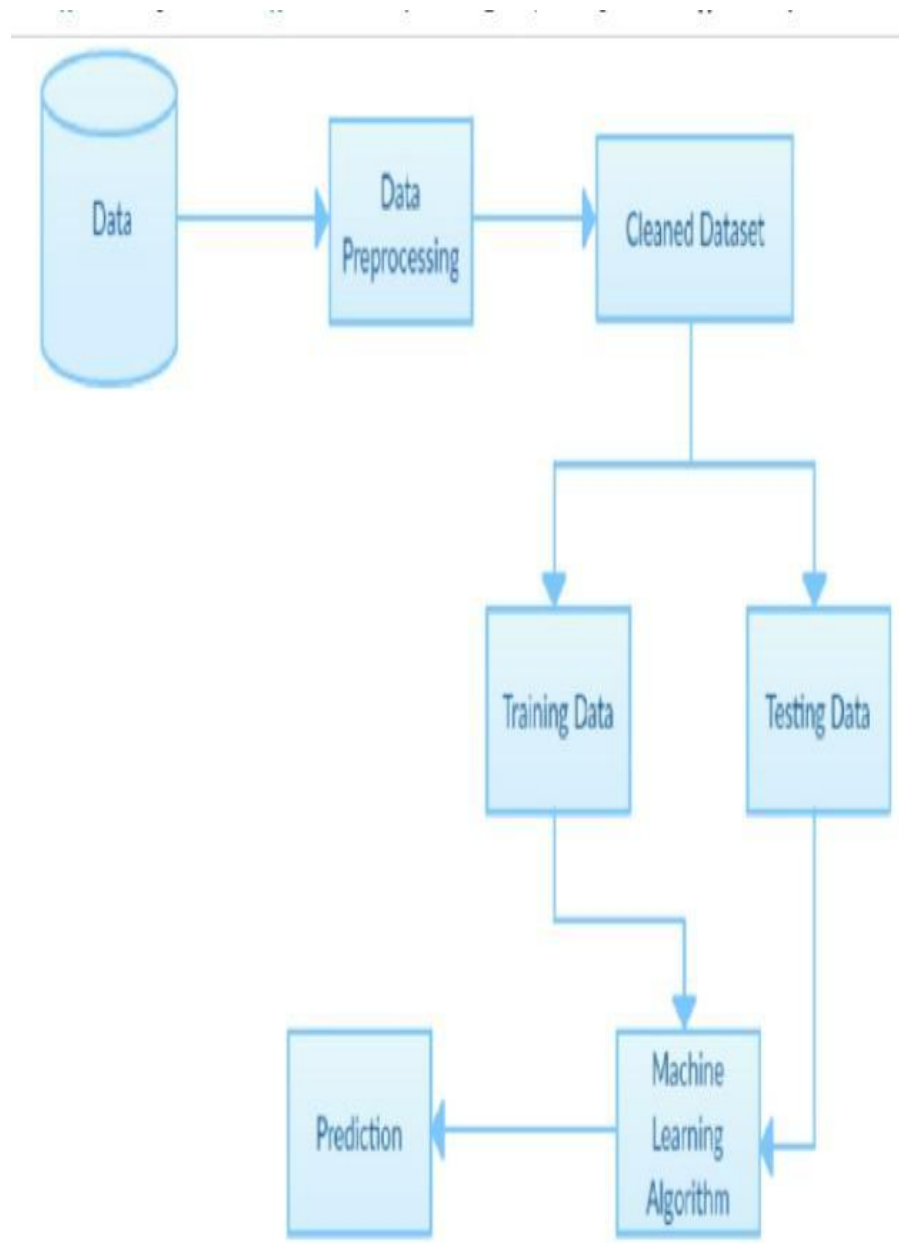 Data
Data
Preprocessing
Cleaned Dataset
Training Data
Testing Data
Machine
Learning
Algorithm
Prediction